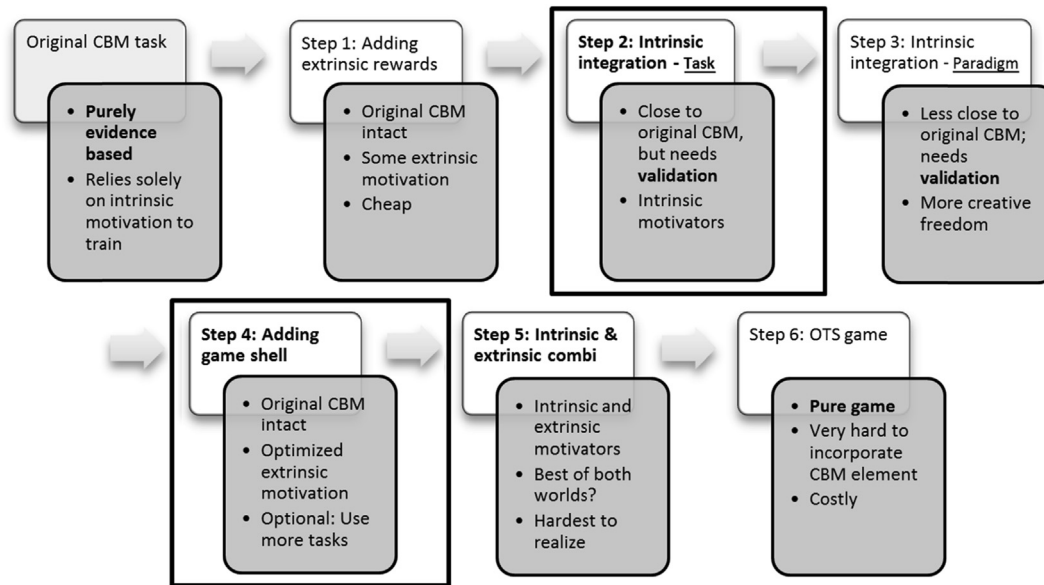 Original CBM task
• Purely
evidence
based
• Relies solely
on intrinsic
motivation to
train
Step 1: Adding
extrinsic rewards
• Original CBM
intact
• Some extrinsic
motivation
• Cheap
Step 2: Intrinsic
integration - Task
• Close to
original CBM,
but needs
validation
• Intrinsic
motivators
Step 3: Intrinsic
integration - Paradigm
• Less close to
original CBM;
needs
validation
• More creative
freedom
Step 4: Adding
game shell
• Original CBM
intact
• Optimized
extrinsic
motivation
• Optional: Use
more tasks
Step 5: Intrinsic &
extrinsic combi
• Intrinsic and
extrinsic
motivators
• Best of both
worlds?
• Hardest to
realize
Step 6: OTS game
• Pure game
• Very hard to
incorporate
CBM element
• Costly